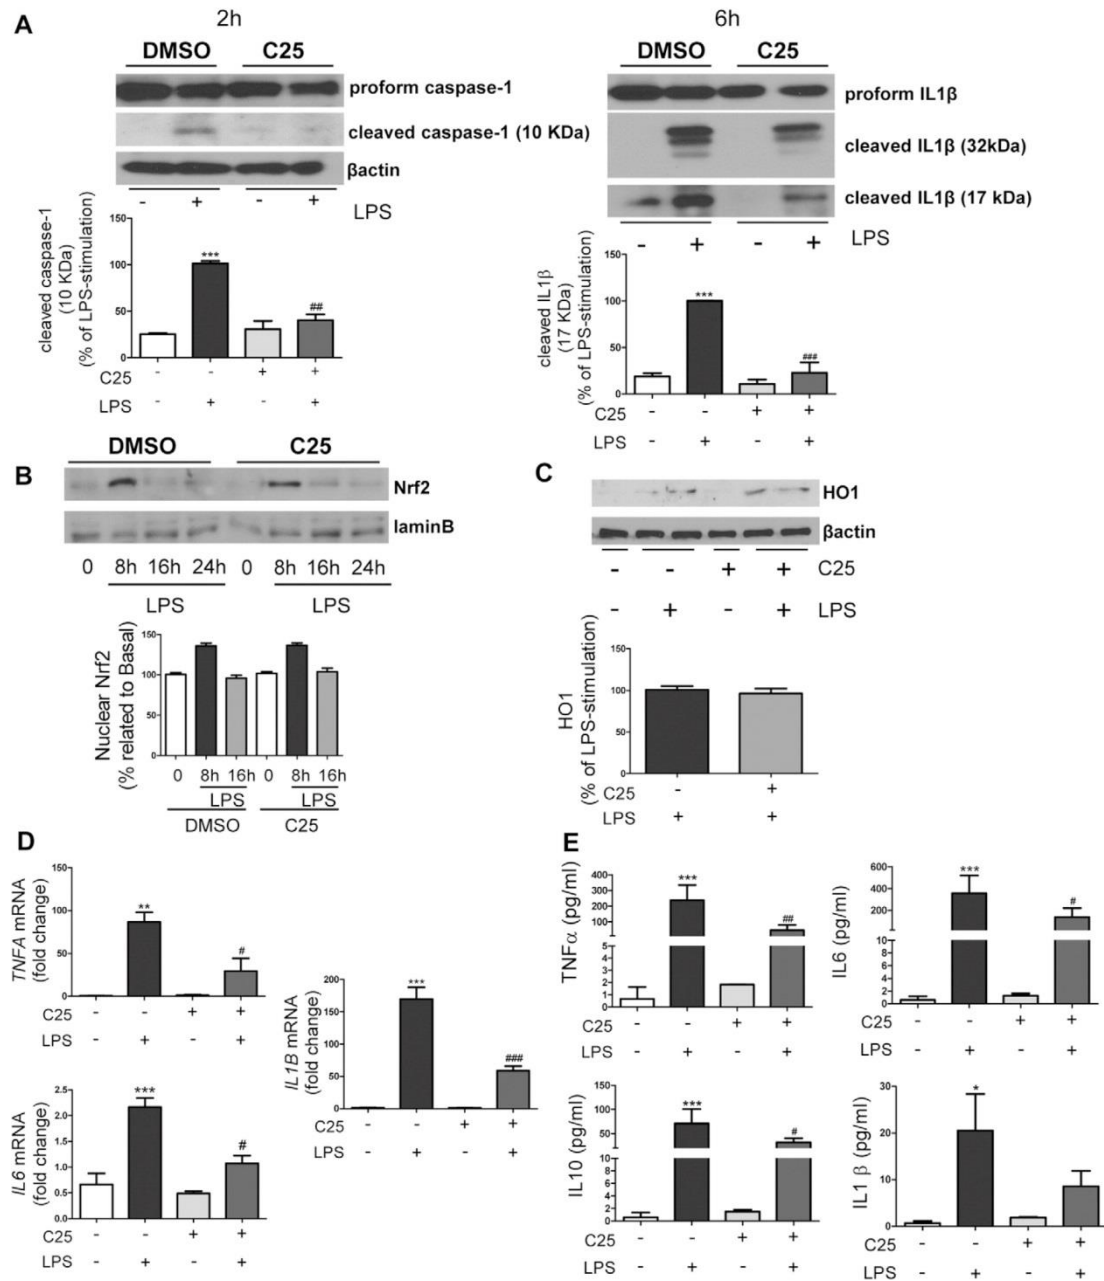 A
2h
DMSO C25
proform caspase-1
cleaved caspase-1 (10 KDa)
βactin
- + - + LPS
cleaved caspase-1
(10 KDa)
(% of LPS-stimulation)
150
100
50
0
***
##
C25 - - + +
LPS - + - +
6h
DMSO C25
proform IL1β
cleaved IL1β (32kDa)
cleaved IL1β (17 kDa)
- + - + LPS
cleaved IL1β
(17 KDa)
(% of LPS-stimulation)
150
100
50
0
***
###
C25 - - + +
LPS - + - +
B
DMSO C25
Nrf2
laminB
0 8h 16h 24h 0 8h 16h 24h
LPS LPS
Nuclear Nrf2
(% related to Basal)
150
100
50
0
0 8h 16h 0 8h 16h
LPS LPS
DMSO C25
C
HO1
βactin
- - + + C25
- + - + LPS
HO1
(% of LPS-stimulation)
150
100
50
0
C25 - +
LPS + +
D
TNFA mRNA
(fold change)
150
100
50
0
**
#
C25 - - + +
LPS - + - +
IL1B mRNA
(fold change)
200
150
100
50
0
***
###
C25 - - + +
LPS - + - +
IL6 mRNA
(fold change)
2.5
2.0
1.5
1.0
0.5
0.0
***
#
C25 - - + +
LPS - + - +
E
TNFα (pg/ml)
400
300
200
100
5
4
3
2
1
0
***
##
C25 - - + +
LPS - + - +
IL6 (pg/ml)
600
400
200
10
8
6
4
2
0
***
#
C25 - - + +
LPS - + - +
IL10 (pg/ml)
150
100
50
10
8
6
4
2
0
***
#
C25 - - + +
LPS - + - +
IL1 β (pg/ml)
30
20
10
0
*
C25 - - + +
LPS - + - +